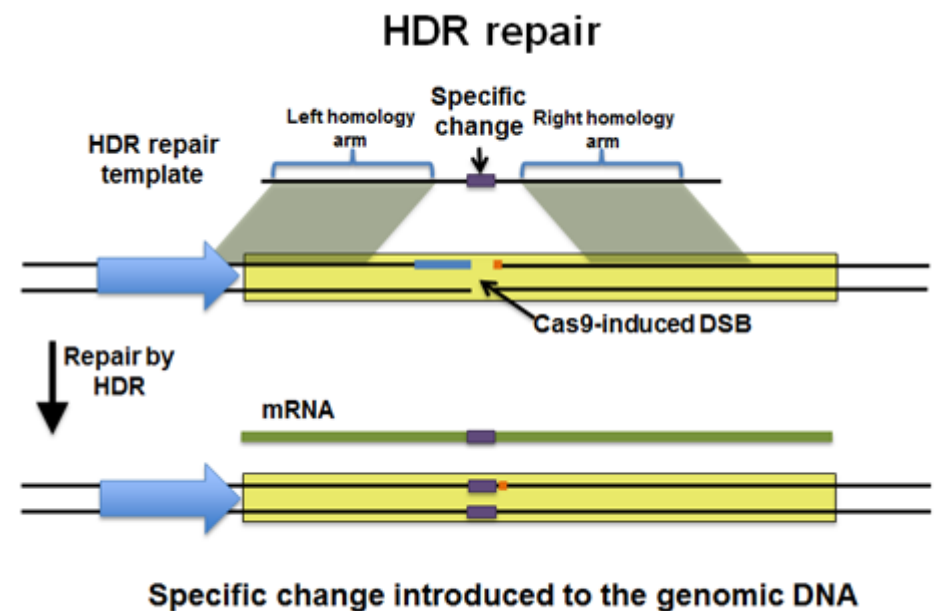 HDR repair
Specific
change
Left homology
arm
Right homology
arm
HDR repair
template
Cas9-induced DSB
Repair by
HDR
mRNA
Specific change introduced to the genomic DNA